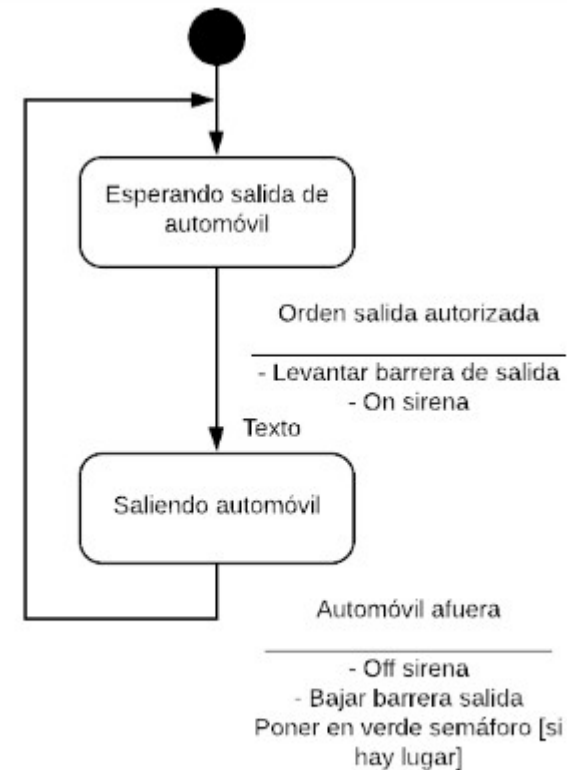 Esperando salida de
automóvil
Orden salida autorizada
- Levantar barrera de salida
- On sirena
Texto
Saliendo automóvil
Automóvil afuera
- Off sirena
- Bajar barrera salida
Poner en verde semáforo [si
hay lugar]